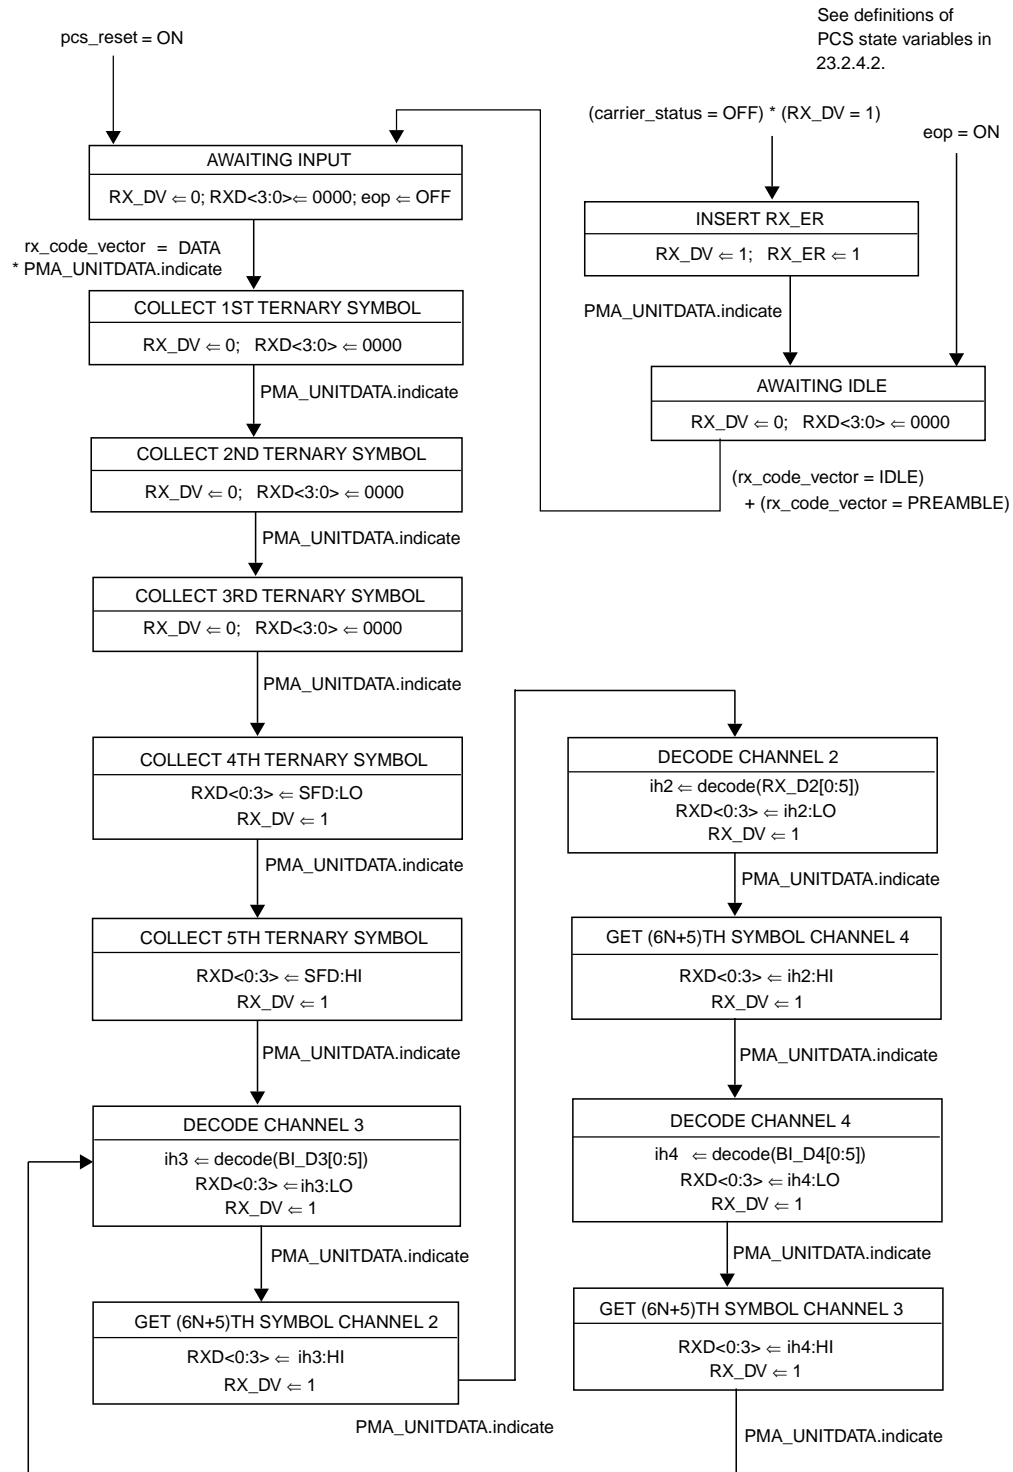 See definitions of
PCS state variables in
23.2.4.2.
pcs_reset = ON
(carrier_status = OFF) * (RX_DV = 1)
eop = ON
AWAITING INPUT
RX_DV ⇐ 0; RXD<3:0>⇐ 0000; eop ⇐ OFF
rx_code_vector = DATA
* PMA_UNITDATA.indicate
COLLECT 1ST TERNARY SYMBOL
RX_DV ⇐ 0; RXD<3:0> ⇐ 0000
PMA_UNITDATA.indicate
COLLECT 2ND TERNARY SYMBOL
RX_DV ⇐ 0; RXD<3:0> ⇐ 0000
PMA_UNITDATA.indicate
COLLECT 3RD TERNARY SYMBOL
RX_DV ⇐ 0; RXD<3:0> ⇐ 0000
PMA_UNITDATA.indicate
COLLECT 4TH TERNARY SYMBOL
RXD<0:3> ⇐ SFD:LO
RX_DV ⇐ 1
PMA_UNITDATA.indicate
COLLECT 5TH TERNARY SYMBOL
RXD<0:3> ⇐ SFD:HI
RX_DV ⇐ 1
PMA_UNITDATA.indicate
DECODE CHANNEL 3
ih3 ⇐ decode(BI_D3[0:5])
RXD<0:3> ⇐ ih3:LO
RX_DV ⇐ 1
PMA_UNITDATA.indicate
GET (6N+5)TH SYMBOL CHANNEL 2
RXD<0:3> ⇐ ih3:HI
RX_DV ⇐ 1
PMA_UNITDATA.indicate
INSERT RX_ER
RX_DV ⇐ 1; RX_ER ⇐ 1
PMA_UNITDATA.indicate
AWAITING IDLE
RX_DV ⇐ 0; RXD<3:0> ⇐ 0000
(rx_code_vector = IDLE)
+ (rx_code_vector = PREAMBLE)
DECODE CHANNEL 2
ih2 ⇐ decode(RX_D2[0:5])
RXD<0:3> ⇐ ih2:LO
RX_DV ⇐ 1
PMA_UNITDATA.indicate
GET (6N+5)TH SYMBOL CHANNEL 4
RXD<0:3> ⇐ ih2:HI
RX_DV ⇐ 1
PMA_UNITDATA.indicate
DECODE CHANNEL 4
ih4 ⇐ decode(BI_D4[0:5])
RXD<0:3> ⇐ ih4:LO
RX_DV ⇐ 1
PMA_UNITDATA.indicate
GET (6N+5)TH SYMBOL CHANNEL 3
RXD<0:3> ⇐ ih4:HI
RX_DV ⇐ 1
PMA_UNITDATA.indicate